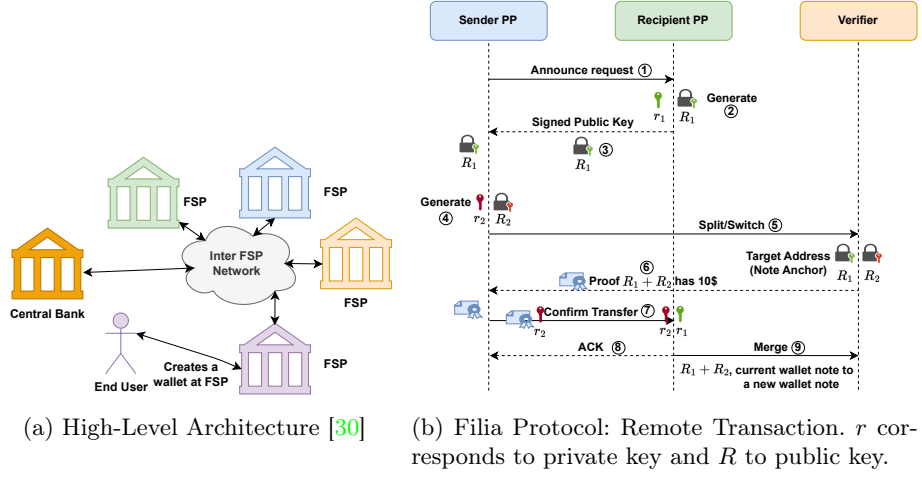 FSP
FSP
Inter FSP
Network
Central Bank
FSP
FSP
End User
Creates a
wallet at FSP
(a) High-Level Architecture [30]
Sender PP
Recipient PP
Verifier
Announce request ①
r₁
R₁
Generate
②
Signed Public Key
R₁
R₁
③
Generate
④
r₂
R₂
Split/Switch ⑤
Target Address
(Note Anchor)
R₁
R₂
⑥
Proof R₁ + R₂ has 10$
Confirm Transfer ⑦
r₂
r₂ r₁
ACK ⑧
Merge ⑨
R₁ + R₂, current wallet note to
a new wallet note
(b) Filia Protocol: Remote Transaction. r cor-
responds to private key and R to public key.